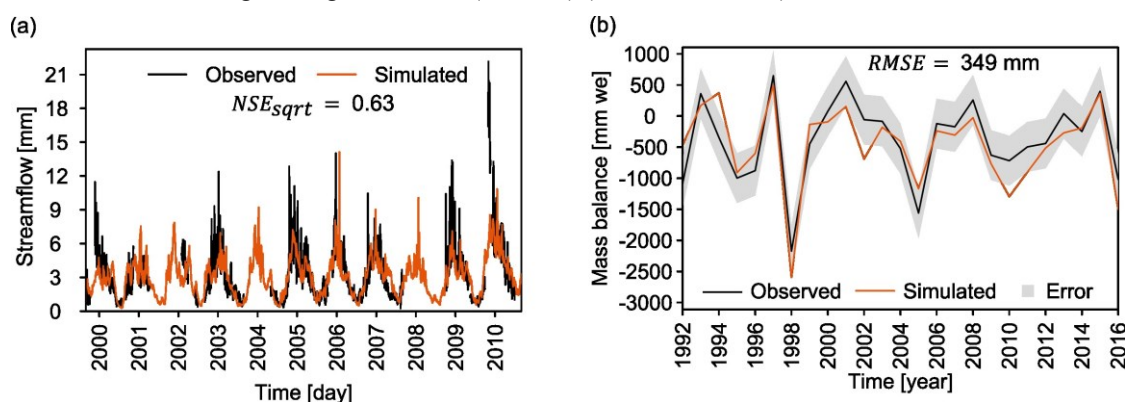 (a)
Streamflow [mm]
21
18
15
12
9
6
3
0
Observed Simulated
NSE_sqrt = 0.63
2000 2001 2002 2003 2004 2005 2006 2007 2008 2009 2010
Time [day]
(b)
Mass balance [mm we]
1000
500
0
-500
-1000
-1500
-2000
-2500
-3000
RMSE = 349 mm
Observed Simulated Error
1992 1994 1996 1998 2000 2002 2004 2006 2008 2010 2012 2014 2016
Time [year]